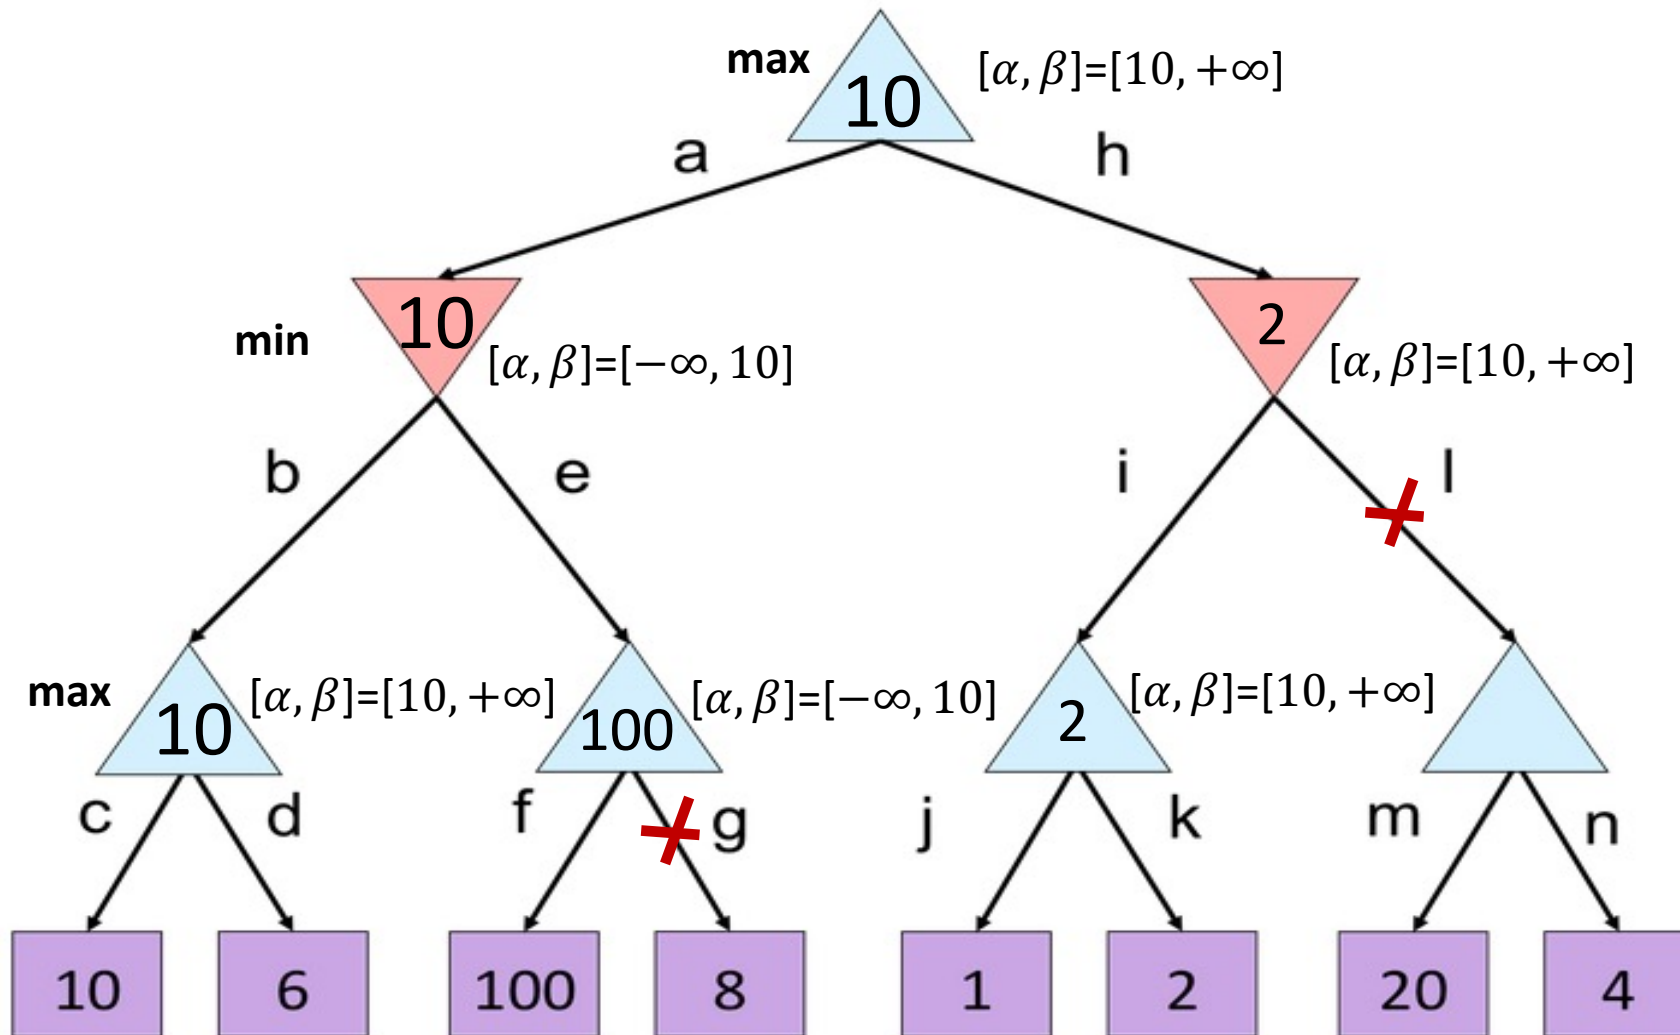 max
10
[α, β]=[10, +∞]
a
h
min
10
[α, β]=[−∞, 10]
2
[α, β]=[10, +∞]
b
e
i
l
max
10
[α, β]=[10, +∞]
100
[α, β]=[−∞, 10]
2
[α, β]=[10, +∞]
c
d
f
g
j
k
m
n
10
6
100
8
1
2
20
4